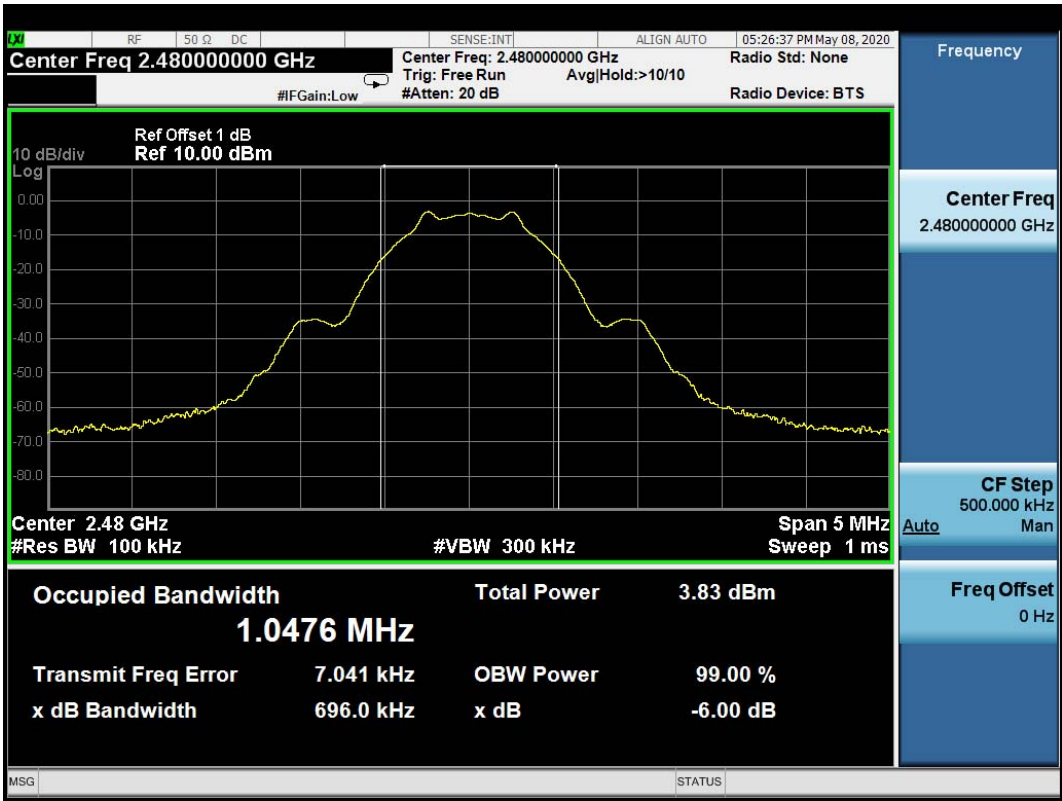 LXI RF 50 Ω DC SENSE:INT ALIGN AUTO 05:26:37 PM May 08, 2020
Center Freq 2.480000000 GHz
Center Freq: 2.480000000 GHz
Radio Std: None
Trig: Free Run Avg|Hold:>10/10
#IFGain:Low
#Atten: 20 dB
Radio Device: BTS
Ref Offset 1 dB
10 dB/div Ref 10.00 dBm
Log
0.00
-10.0
-20.0
-30.0
-40.0
-50.0
-60.0
-70.0
-80.0
Center 2.48 GHz Span 5 MHz
#Res BW 100 kHz #VBW 300 kHz Sweep 1 ms
Occupied Bandwidth Total Power 3.83 dBm
1.0476 MHz
Transmit Freq Error 7.041 kHz OBW Power 99.00 %
x dB Bandwidth 696.0 kHz x dB -6.00 dB
MSG STATUS
Frequency
Center Freq
2.480000000 GHz
CF Step
500.000 kHz
Auto Man
Freq Offset
0 Hz